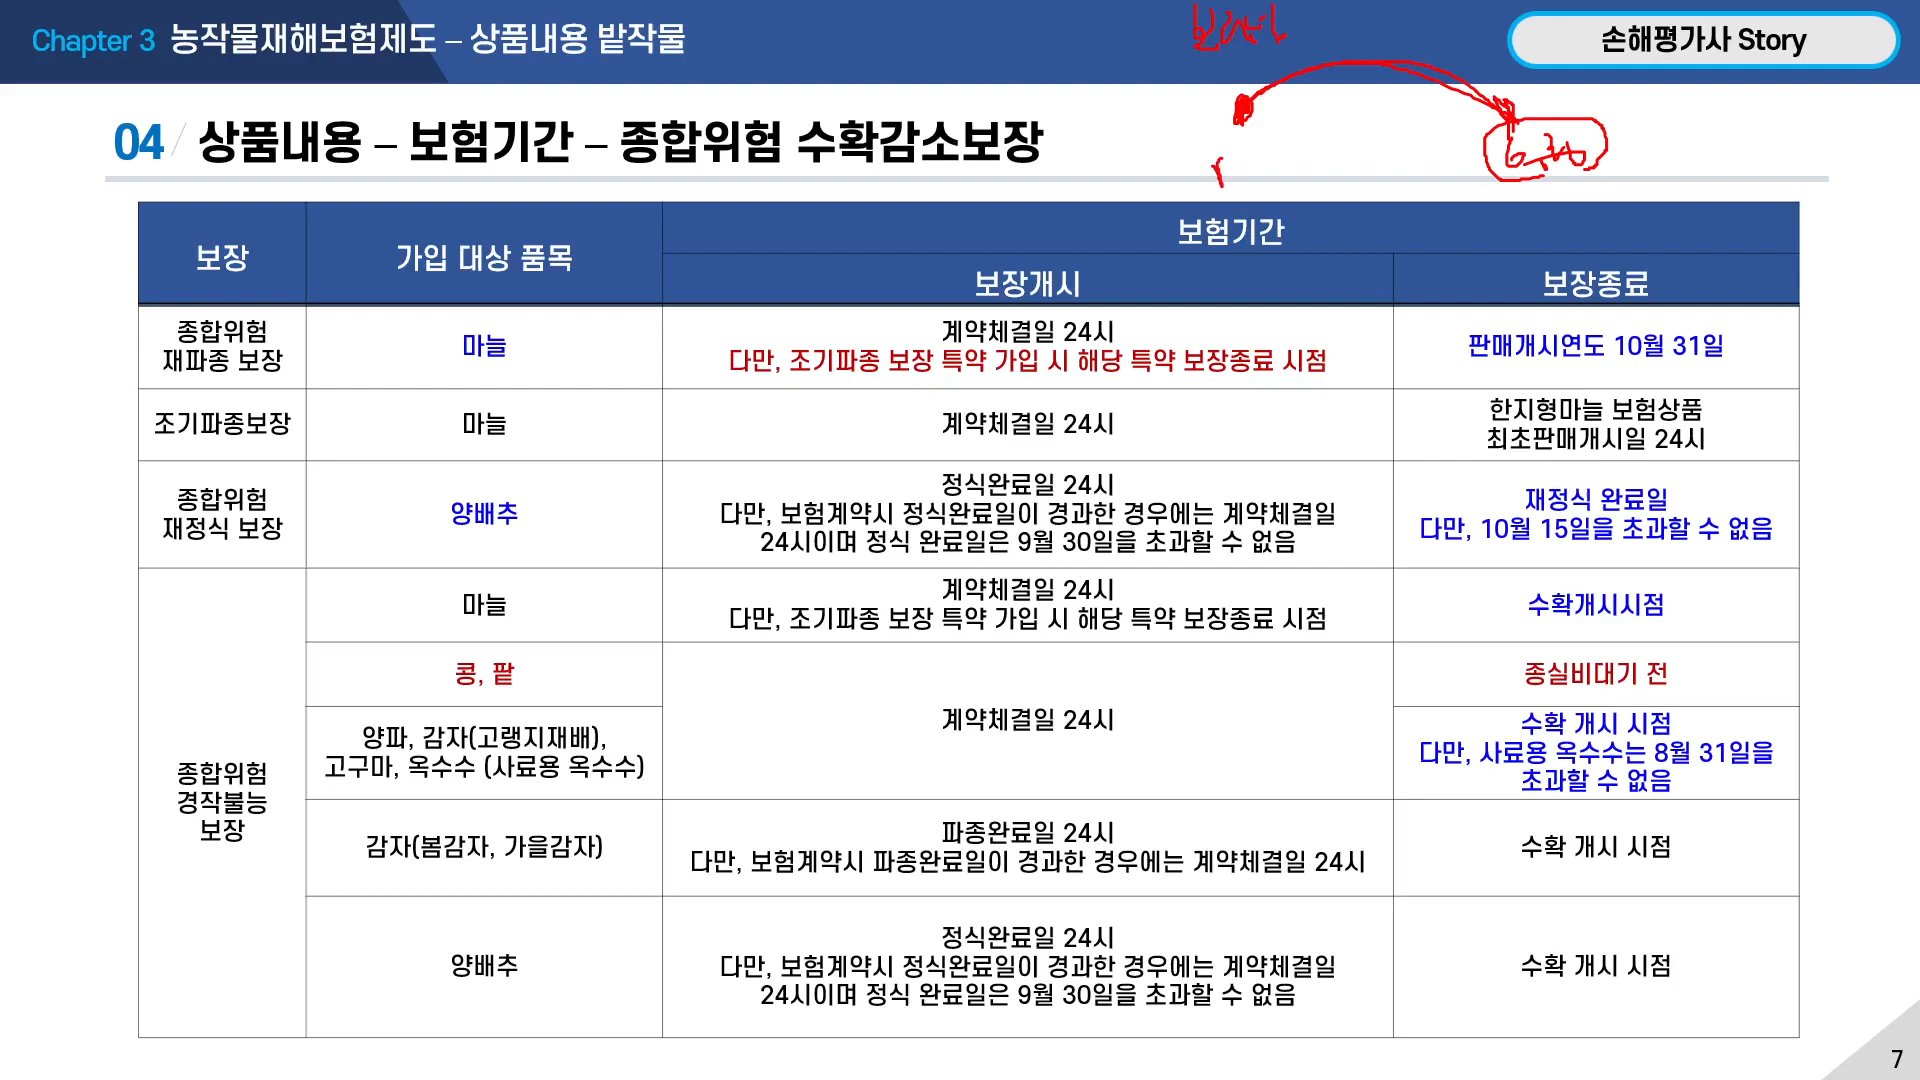 Chapter 3 농작물재해보험제도 – 상품내용 밭작물
손해평가사 Story
04 / 상품내용 – 보험기간 – 종합위험 수확감소보장
보장
가입 대상 품목
보험기간
보장개시
보장종료
종합위험
재파종 보장
마늘
계약체결일 24시
다만, 조기파종 보장 특약 가입 시 해당 특약 보장종료 시점
판매개시연도 10월 31일
조기파종보장
마늘
계약체결일 24시
한지형마늘 보험상품
최초판매개시일 24시
종합위험
재정식 보장
양배추
정식완료일 24시
다만, 보험계약시 정식완료일이 경과한 경우에는 계약체결일
24시이며 정식 완료일은 9월 30일을 초과할 수 없음
재정식 완료일
다만, 10월 15일을 초과할 수 없음
종합위험
경작불능
보장
마늘
계약체결일 24시
다만, 조기파종 보장 특약 가입 시 해당 특약 보장종료 시점
수확개시시점
콩, 팥
계약체결일 24시
종실비대기 전
양파, 감자(고랭지재배),
고구마, 옥수수 (사료용 옥수수)
수확 개시 시점
다만, 사료용 옥수수는 8월 31일을
초과할 수 없음
감자(봄감자, 가을감자)
파종완료일 24시
다만, 보험계약시 파종완료일이 경과한 경우에는 계약체결일 24시
수확 개시 시점
양배추
정식완료일 24시
다만, 보험계약시 정식완료일이 경과한 경우에는 계약체결일
24시이며 정식 완료일은 9월 30일을 초과할 수 없음
수확 개시 시점
7